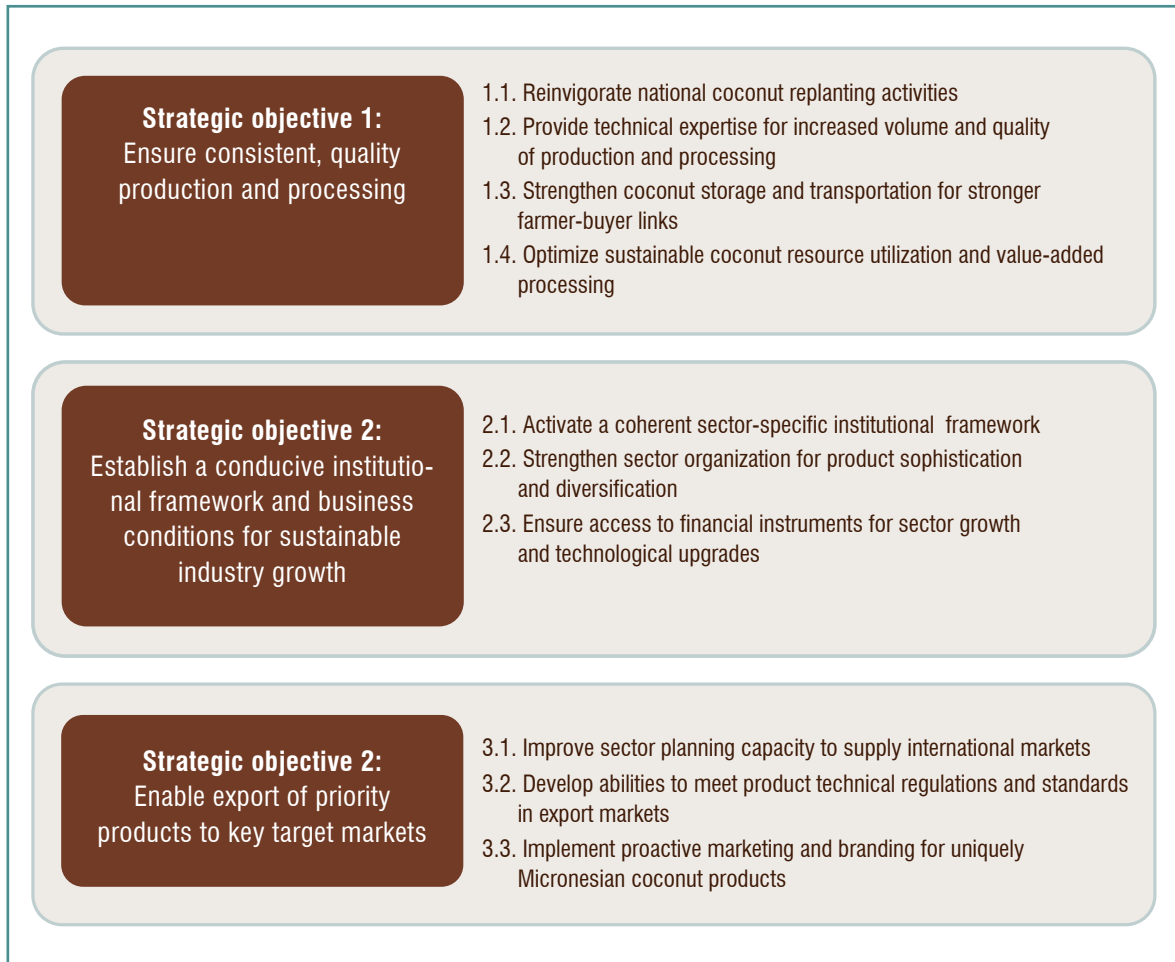 Strategic objective 1:
Ensure consistent, quality
production and processing
1.1. Reinvigorate national coconut replanting activities
1.2. Provide technical expertise for increased volume and quality
of production and processing
1.3. Strengthen coconut storage and transportation for stronger
farmer-buyer links
1.4. Optimize sustainable coconut resource utilization and value-added
processing
Strategic objective 2:
Establish a conducive institutio-
nal framework and business
conditions for sustainable
industry growth
2.1. Activate a coherent sector-specific institutional framework
2.2. Strengthen sector organization for product sophistication
and diversification
2.3. Ensure access to financial instruments for sector growth
and technological upgrades
Strategic objective 2:
Enable export of priority
products to key target markets
3.1. Improve sector planning capacity to supply international markets
3.2. Develop abilities to meet product technical regulations and standards
in export markets
3.3. Implement proactive marketing and branding for uniquely
Micronesian coconut products